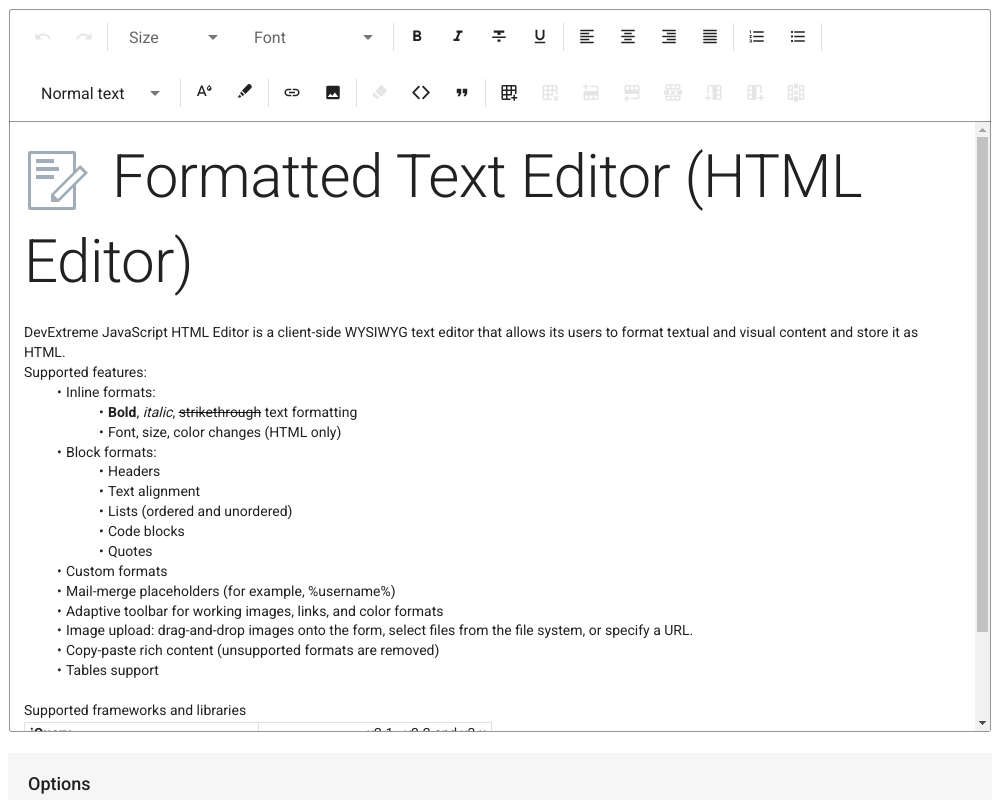 Size Font
Normal text
Formatted Text Editor (HTML
Editor)
DevExtreme JavaScript HTML Editor is a client-side WYSIWYG text editor that allows its users to format textual and visual content and store it as
HTML.
Supported features:
• Inline formats:
• Bold, italic, strikethrough text formatting
• Font, size, color changes (HTML only)
• Block formats:
• Headers
• Text alignment
• Lists (ordered and unordered)
• Code blocks
• Quotes
• Custom formats
• Mail-merge placeholders (for example, %username%)
• Adaptive toolbar for working images, links, and color formats
• Image upload: drag-and-drop images onto the form, select files from the file system, or specify a URL.
• Copy-paste rich content (unsupported formats are removed)
• Tables support
Supported frameworks and libraries
Options